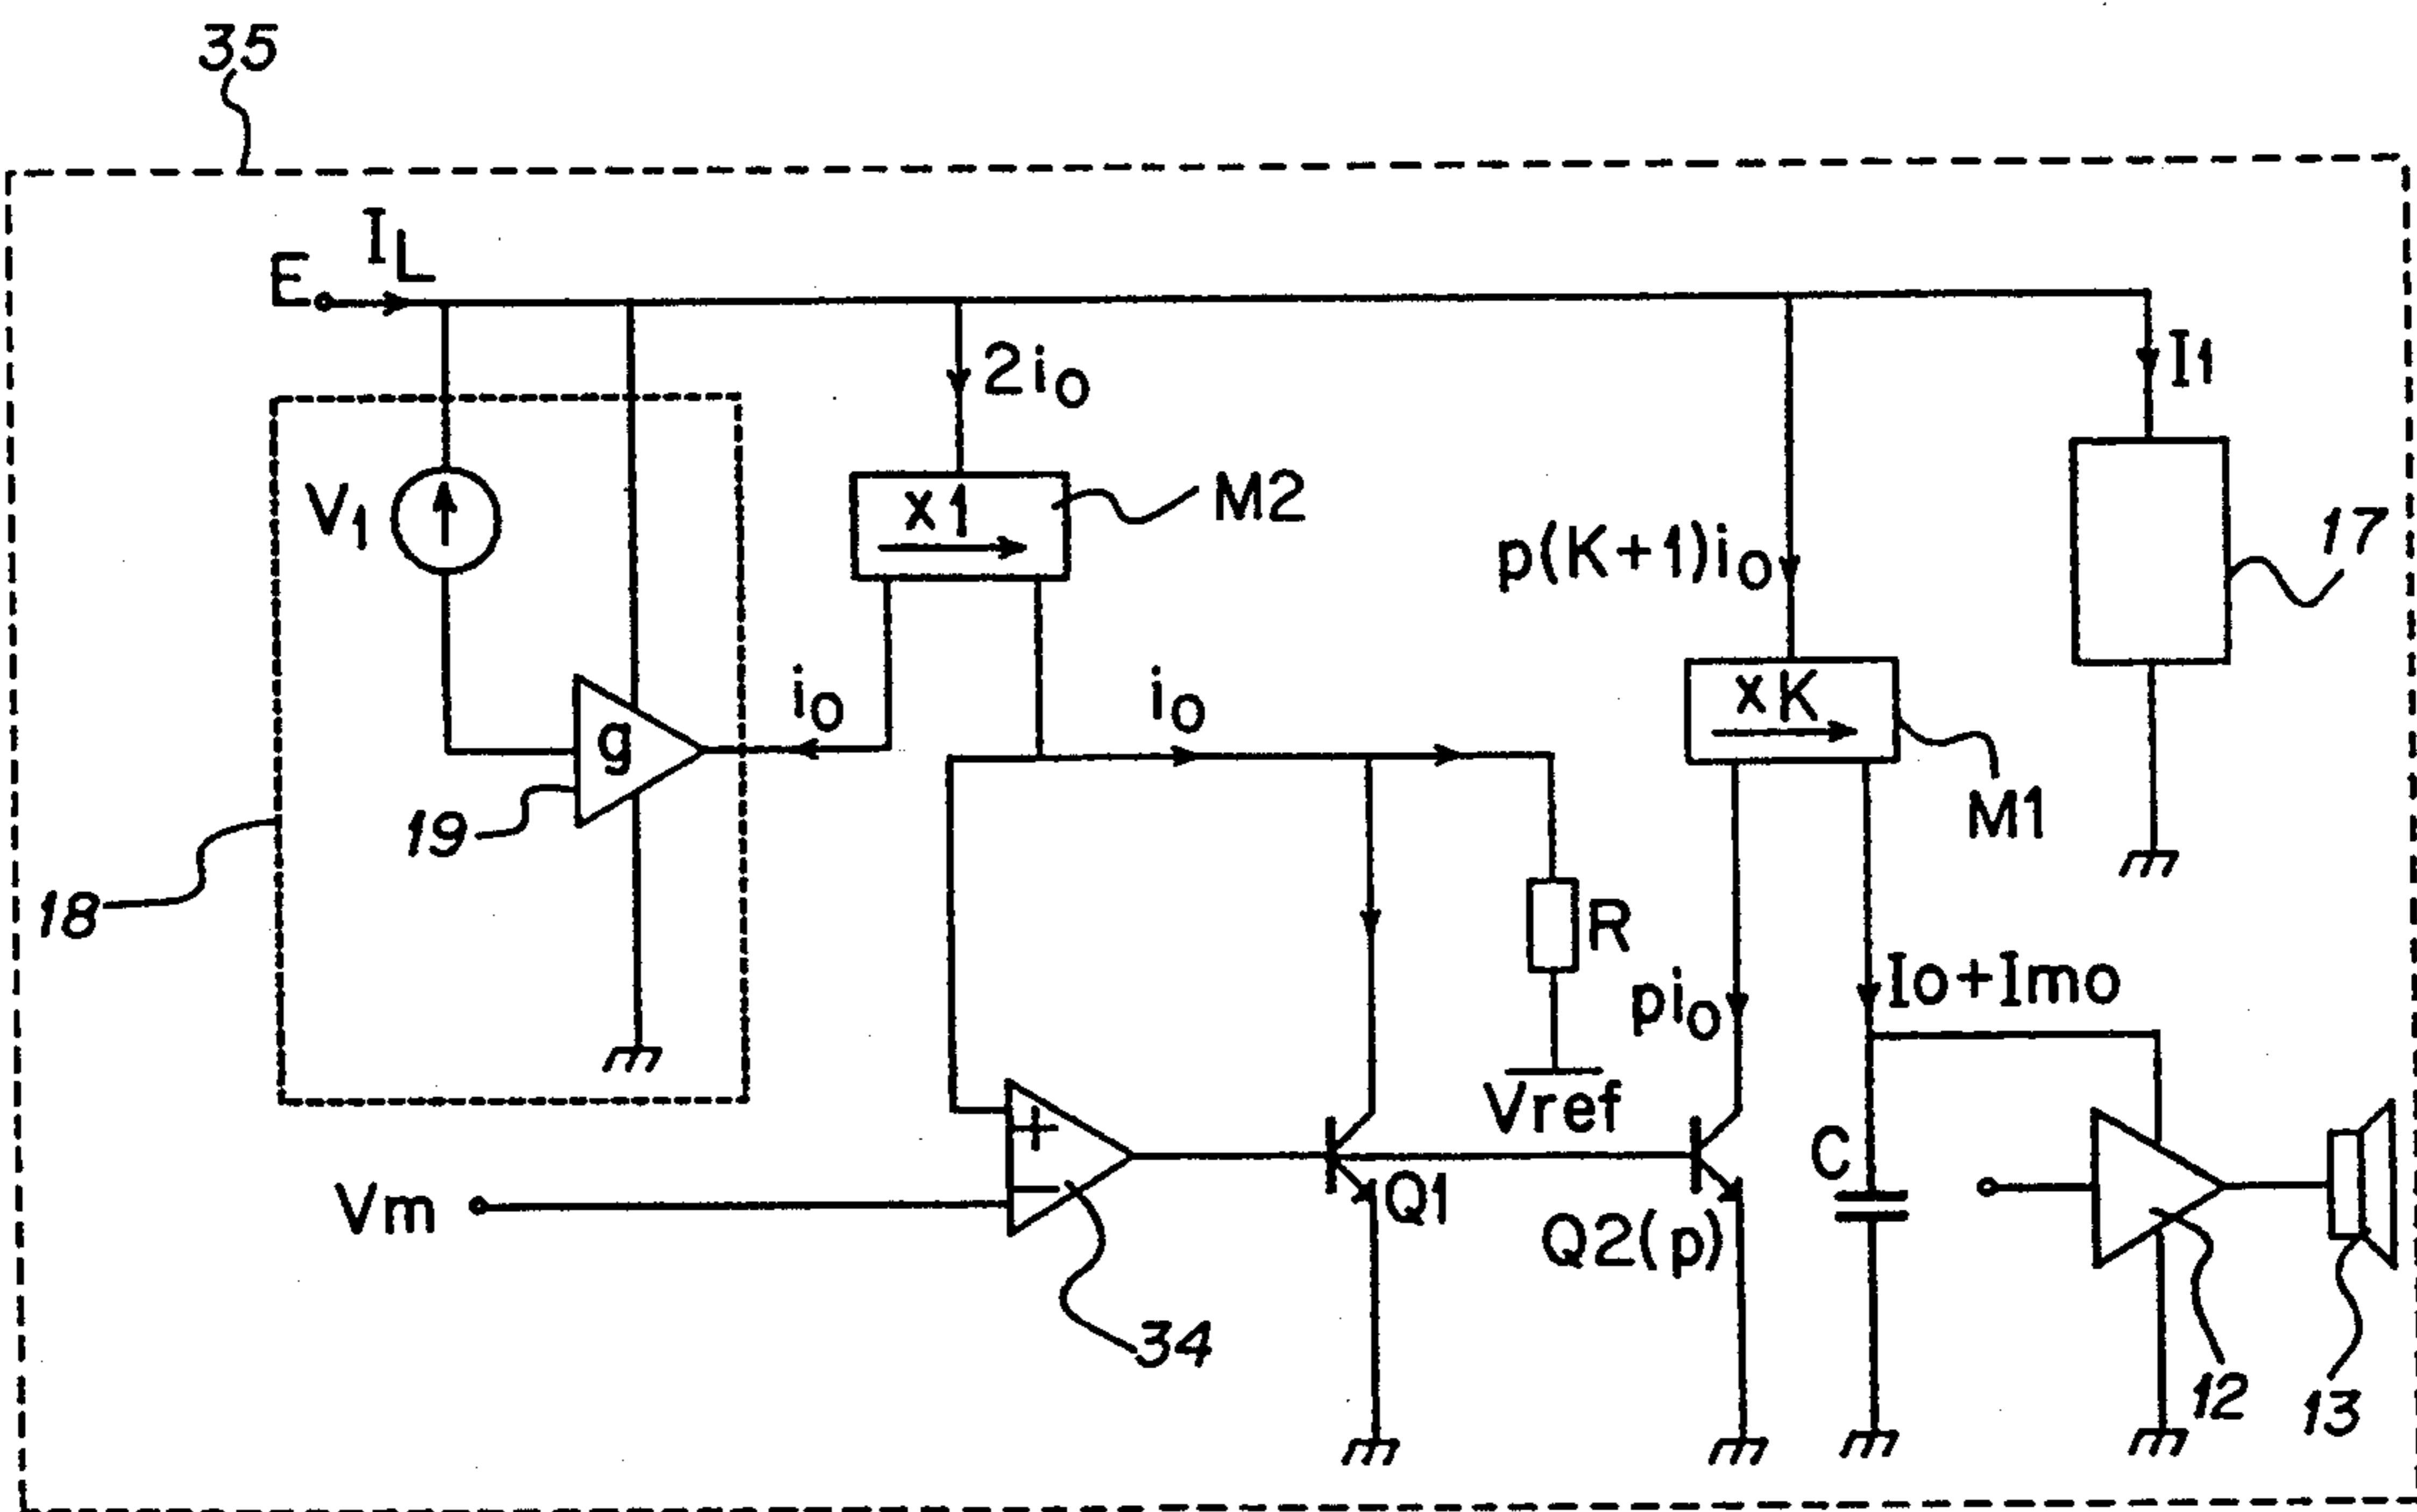 35
E
IL
2io
I1
V1
x1
M2
p(K+1)io
17
g
io
io
xK
M1
19
18
R
pio
Io+Imo
Vref
+
−
Vm
Q1
Q2(p)
C
34
12
13